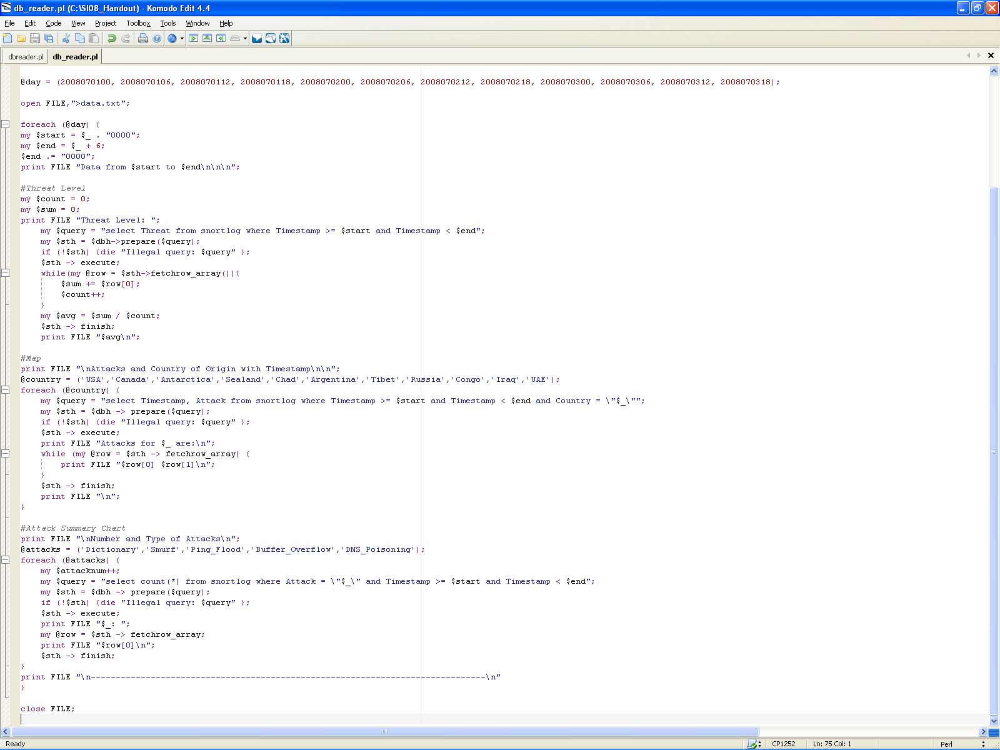 db_reader.pl (C:\SI08_Handout) - Komodo Edit 4.4
File Edit Code View Project Toolbox Tools Window Help
dbreader.pl db_reader.pl
@day = (2008070100, 2008070106, 2008070112, 2008070118, 2008070200, 2008070206, 2008070212, 2008070218, 2008070300, 2008070306, 2008070312, 2008070318);
open FILE,">data.txt";
foreach (@day) {
my $start = $_ . "0000";
my $end = $_ + 6;
$end .= "0000";
print FILE "Data from $start to $end\n\n\n";
#Threat Level
my $count = 0;
my $sum = 0;
print FILE "Threat Level: ";
my $query = "select Threat from snortlog where Timestamp >= $start and Timestamp < $end";
my $sth = $dbh->prepare($query);
if (!$sth) {die "Illegal query: $query" };
$sth -> execute;
while(my @row = $sth->fetchrow_array()){
$sum += $row[0];
$count++;
}
my $avg = $sum / $count;
$sth -> finish;
print FILE "$avg\n";
#Map
print FILE "\nAttacks and Country of Origin with Timestamp\n\n";
@country = ('USA','Canada','Antarctica','Sealand','Chad','Argentina','Tibet','Russia','Congo','Iraq','UAE');
foreach (@country) {
my $query = "select Timestamp, Attack from snortlog where Timestamp >= $start and Timestamp < $end and Country = \"$_\"";
my $sth = $dbh -> prepare($query);
if (!$sth) {die "Illegal query: $query" };
$sth -> execute;
print FILE "Attacks for $_ are:\n";
while (my @row = $sth -> fetchrow_array) {
print FILE "$row[0] $row[1]\n";
}
$sth -> finish;
print FILE "\n";
}
#Attack Summary Chart
print FILE "\nNumber and Type of Attacks\n";
@attacks = ('Dictionary','Smurf','Ping_Flood','Buffer_Overflow','DNS_Poisoning');
foreach (@attacks) {
my $attacknum++;
my $query = "select count(*) from snortlog where Attack = \"$_\" and Timestamp >= $start and Timestamp < $end";
my $sth = $dbh -> prepare($query);
if (!$sth) {die "Illegal query: $query" };
$sth -> execute;
print FILE "$_: ";
my @row = $sth -> fetchrow_array;
print FILE "$row[0]\n";
$sth -> finish;
}
print FILE "\n-------------------------------------------------------------------------------\n"
}
close FILE;
Ready CP1252 Ln: 75 Col: 1 Perl